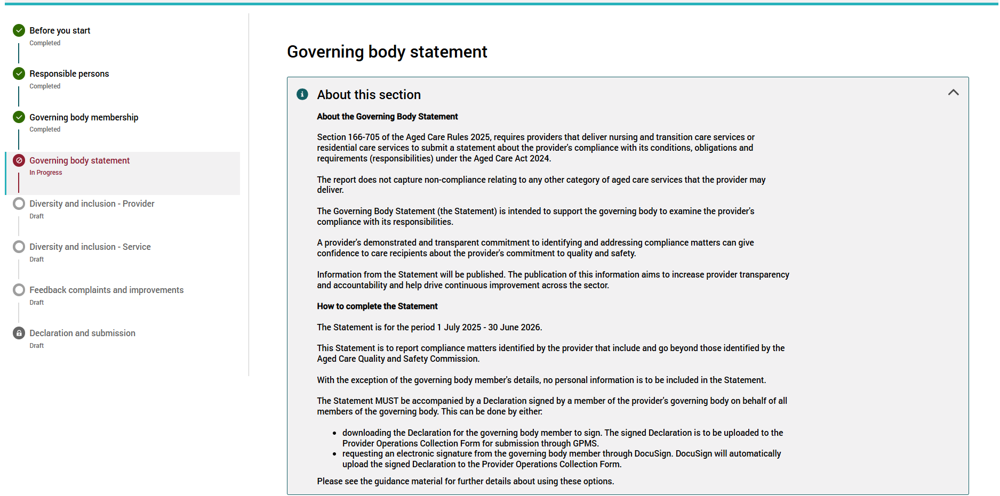 Before you start
Completed
Responsible persons
Completed
Governing body membership
Completed
Governing body statement
In Progress
Diversity and inclusion - Provider
Draft
Diversity and inclusion - Service
Draft
Feedback complaints and improvements
Draft
Declaration and submission
Draft
Governing body statement
About this section
About the Governing Body Statement
Section 166-705 of the Aged Care Rules 2025, requires providers that deliver nursing and transition care services or
residential care services to submit a statement about the provider's compliance with its conditions, obligations and
requirements (responsibilities) under the Aged Care Act 2024.
The report does not capture non-compliance relating to any other category of aged care services that the provider may
deliver.
The Governing Body Statement (the Statement) is intended to support the governing body to examine the provider's
compliance with its responsibilities.
A provider's demonstrated and transparent commitment to identifying and addressing compliance matters can give
confidence to care recipients about the provider's commitment to quality and safety.
Information from the Statement will be published. The publication of this information aims to increase provider transparency
and accountability and help drive continuous improvement across the sector.
How to complete the Statement
The Statement is for the period 1 July 2025 - 30 June 2026.
This Statement is to report compliance matters identified by the provider that include and go beyond those identified by the
Aged Care Quality and Safety Commission.
With the exception of the governing body member's details, no personal information is to be included in the Statement.
The Statement MUST be accompanied by a Declaration signed by a member of the provider's governing body on behalf of all
members of the governing body. This can be done by either:
• downloading the Declaration for the governing body member to sign. The signed Declaration is to be uploaded to the
Provider Operations Collection Form for submission through GPMS.
• requesting an electronic signature from the governing body member through DocuSign. DocuSign will automatically
upload the signed Declaration to the Provider Operations Collection Form.
Please see the guidance material for further details about using these options.